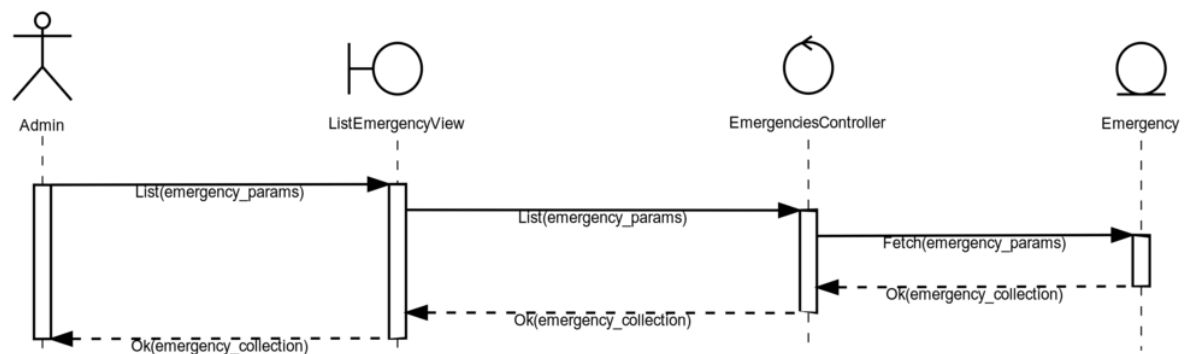 Admin
ListEmergencyView
EmergenciesController
Emergency
List(emergency_params)
List(emergency_params)
Fetch(emergency_params)
Ok(emergency_collection)
Ok(emergency_collection)
Ok(emergency_collection)